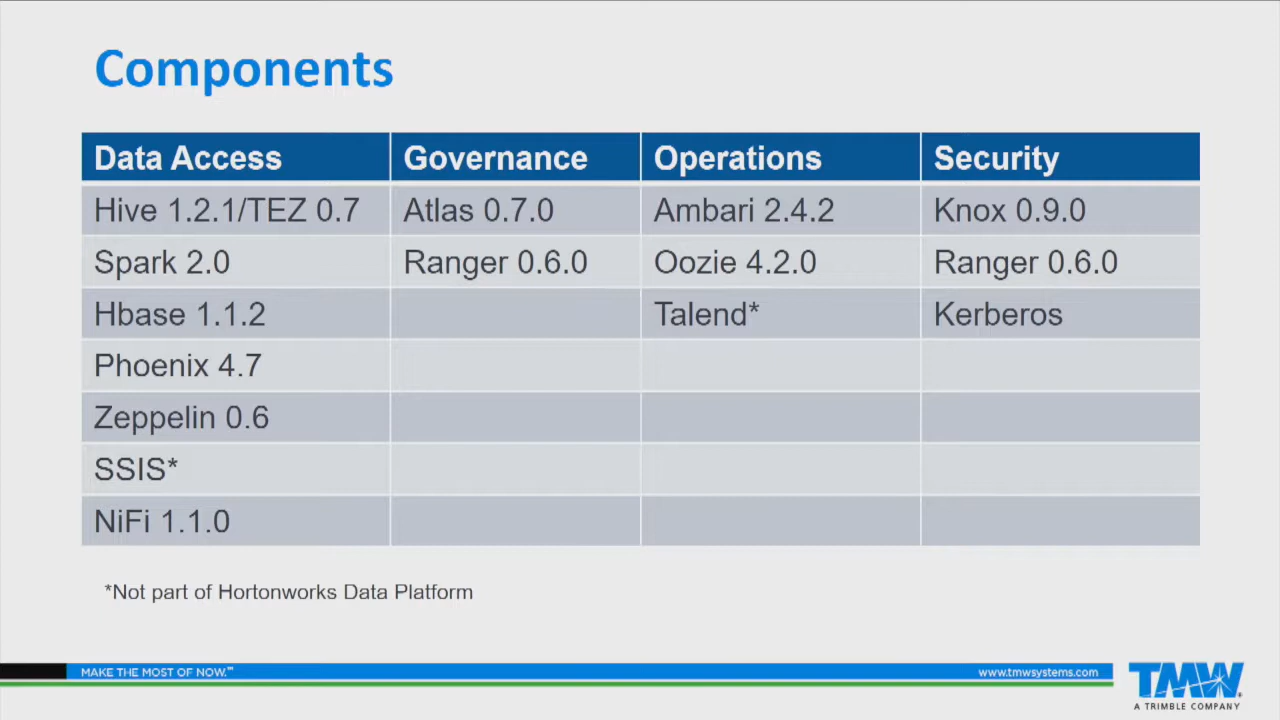 Components
Data Access Governance Operations Security
Hive 1.2.1/TEZ 0.7 Atlas 0.7.0 Ambari 2.4.2 Knox 0.9.0
Spark 2.0 Ranger 0.6.0 Oozie 4.2.0 Ranger 0.6.0
Hbase 1.1.2 Talend* Kerberos
Phoenix 4.7
Zeppelin 0.6
SSIS*
NiFi 1.1.0
*Not part of Hortonworks Data Platform
MAKE THE MOST OF NOW.™ www.tmwsystems.com
TMW
A TRIMBLE COMPANY